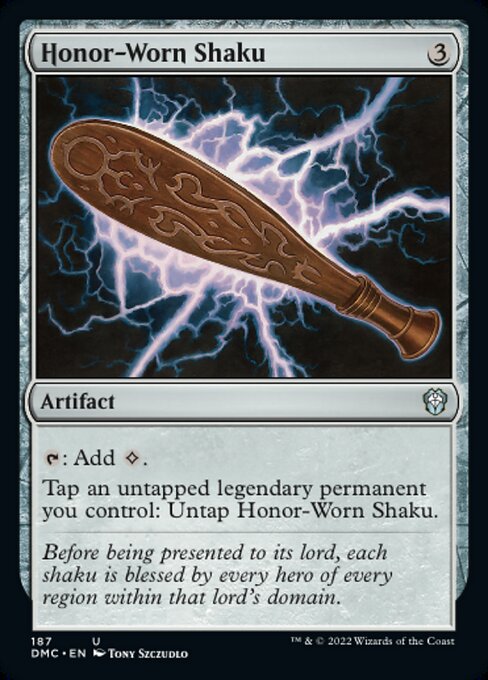 Honor-Worn Shaku 3
Artifact
: Add .
Tap an untapped legendary permanent
you control: Untap Honor-Worn Shaku.
Before being presented to its lord, each
shaku is blessed by every hero of every
region within that lord's domain.
187 U
DMC • EN Tony Szczudlo
™ & © 2022 Wizards of the Coast